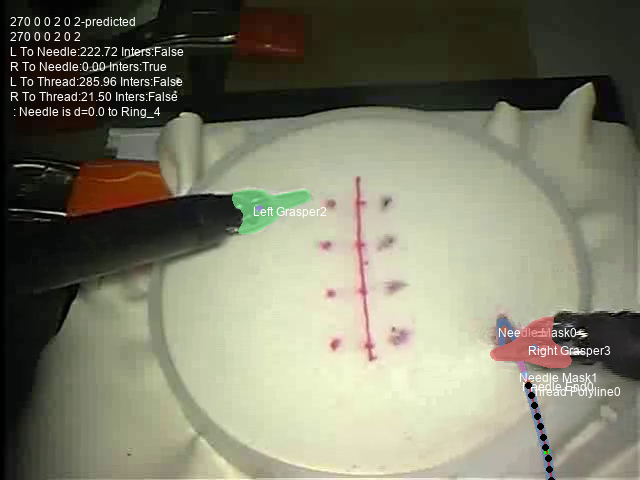 270 0 0 2 0 2-predicted
270 0 0 2 0 2
L To Needle:222.72 Inters:False
R To Needle:0.00 Inters:True
L To Thread:285.96 Inters:False
R To Thread:21.50 Inters:False
: Needle is d=0.0 to Ring_4
Left Grasper2
Needle Mask0
Right Grasper3
Needle Mask1
Needle End0
Thread Polyline0